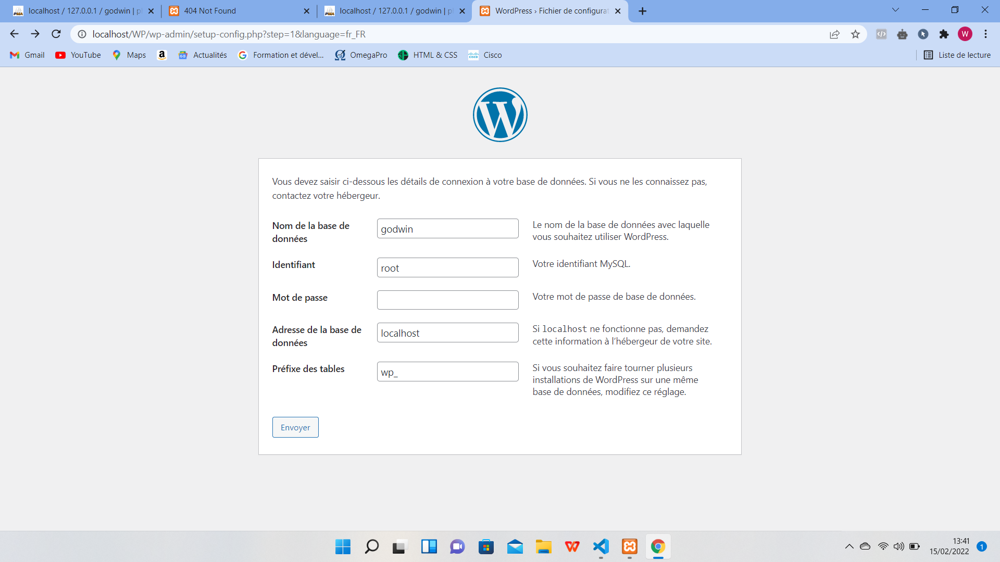 localhost / 127.0.0.1 / godwin | pl
404 Not Found
localhost / 127.0.0.1 / godwin | pl
WordPress › Fichier de configurat
localhost/WP/wp-admin/setup-config.php?step=1&language=fr_FR
W
Gmail
YouTube
Maps
Actualités
Formation et dével...
OmegaPro
HTML & CSS
Cisco
Liste de lecture
Vous devez saisir ci-dessous les détails de connexion à votre base de données. Si vous ne les connaissez pas,
contactez votre hébergeur.
Nom de la base de
données
godwin
Le nom de la base de données avec laquelle
vous souhaitez utiliser WordPress.
Identifiant
root
Votre identifiant MySQL.
Mot de passe
Votre mot de passe de base de données.
Adresse de la base de
données
localhost
Si localhost ne fonctionne pas, demandez
cette information à l’hébergeur de votre site.
Préfixe des tables
wp_
Si vous souhaitez faire tourner plusieurs
installations de WordPress sur une même
base de données, modifiez ce réglage.
Envoyer
13:41
15/02/2022
1